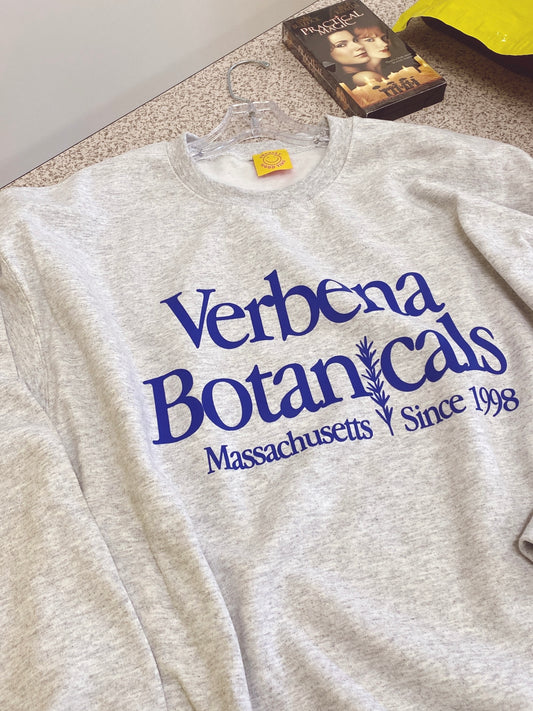 PRACTICAL
MAGIC
Verbena
Botanicals
Massachusetts Since 1998